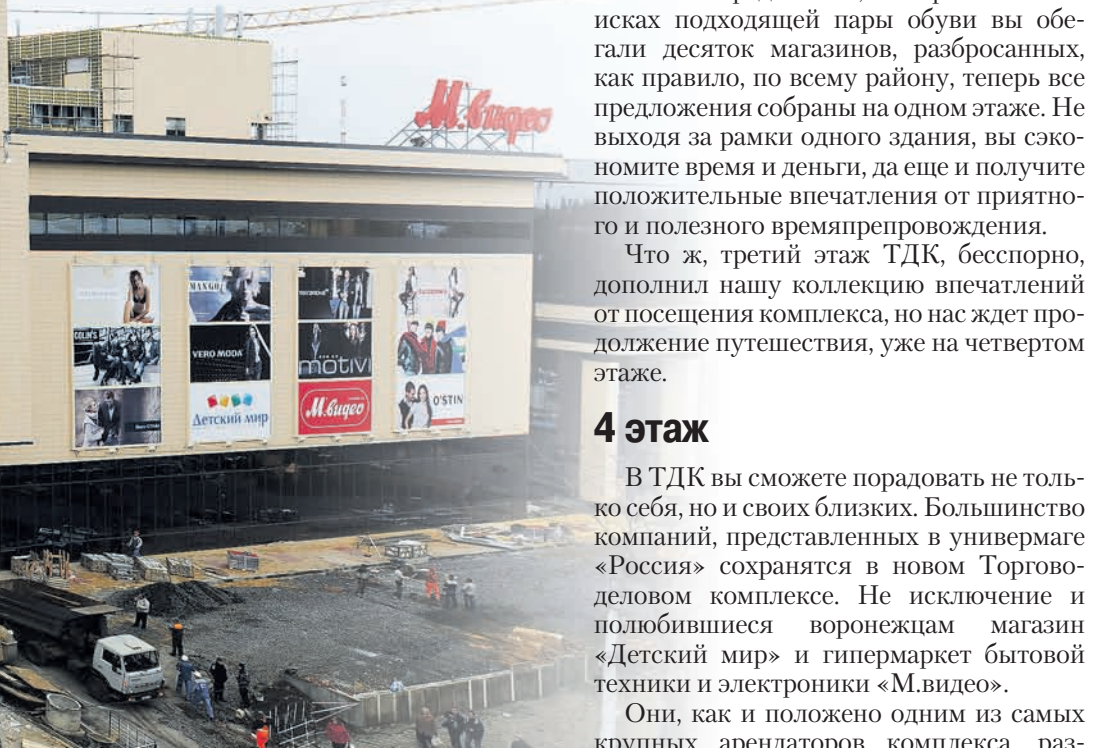 М.видео
MANGO
COLIN'S
VERO MODA
motivi
Детский мир
М.видео
O'STIN
исках подходящей пары обуви вы обе-
гали десяток магазинов, разбросанных,
как правило, по всему району, теперь все
предложения собраны на одном этаже. Не
выходя за рамки одного здания, вы сэко-
номите время и деньги, да еще и получите
положительные впечатления от приятно-
го и полезного времяпрепровождения.
Что ж, третий этаж ТДК, бесспорно,
дополнил нашу коллекцию впечатлений
от посещения комплекса, но нас ждет про-
должение путешествия, уже на четвертом
этаже.
4 этаж
В ТДК вы сможете порадовать не толь-
ко себя, но и своих близких. Большинство
компаний, представленных в универмаге
«Россия» сохранятся в новом Торгово-
деловом комплексе. Не исключение и
полюбившиеся воронежцам магазин
«Детский мир» и гипермаркет бытовой
техники и электроники «М.видео».
Они, как и положено одним из самых
крупных арендаторов комплекса, раз-